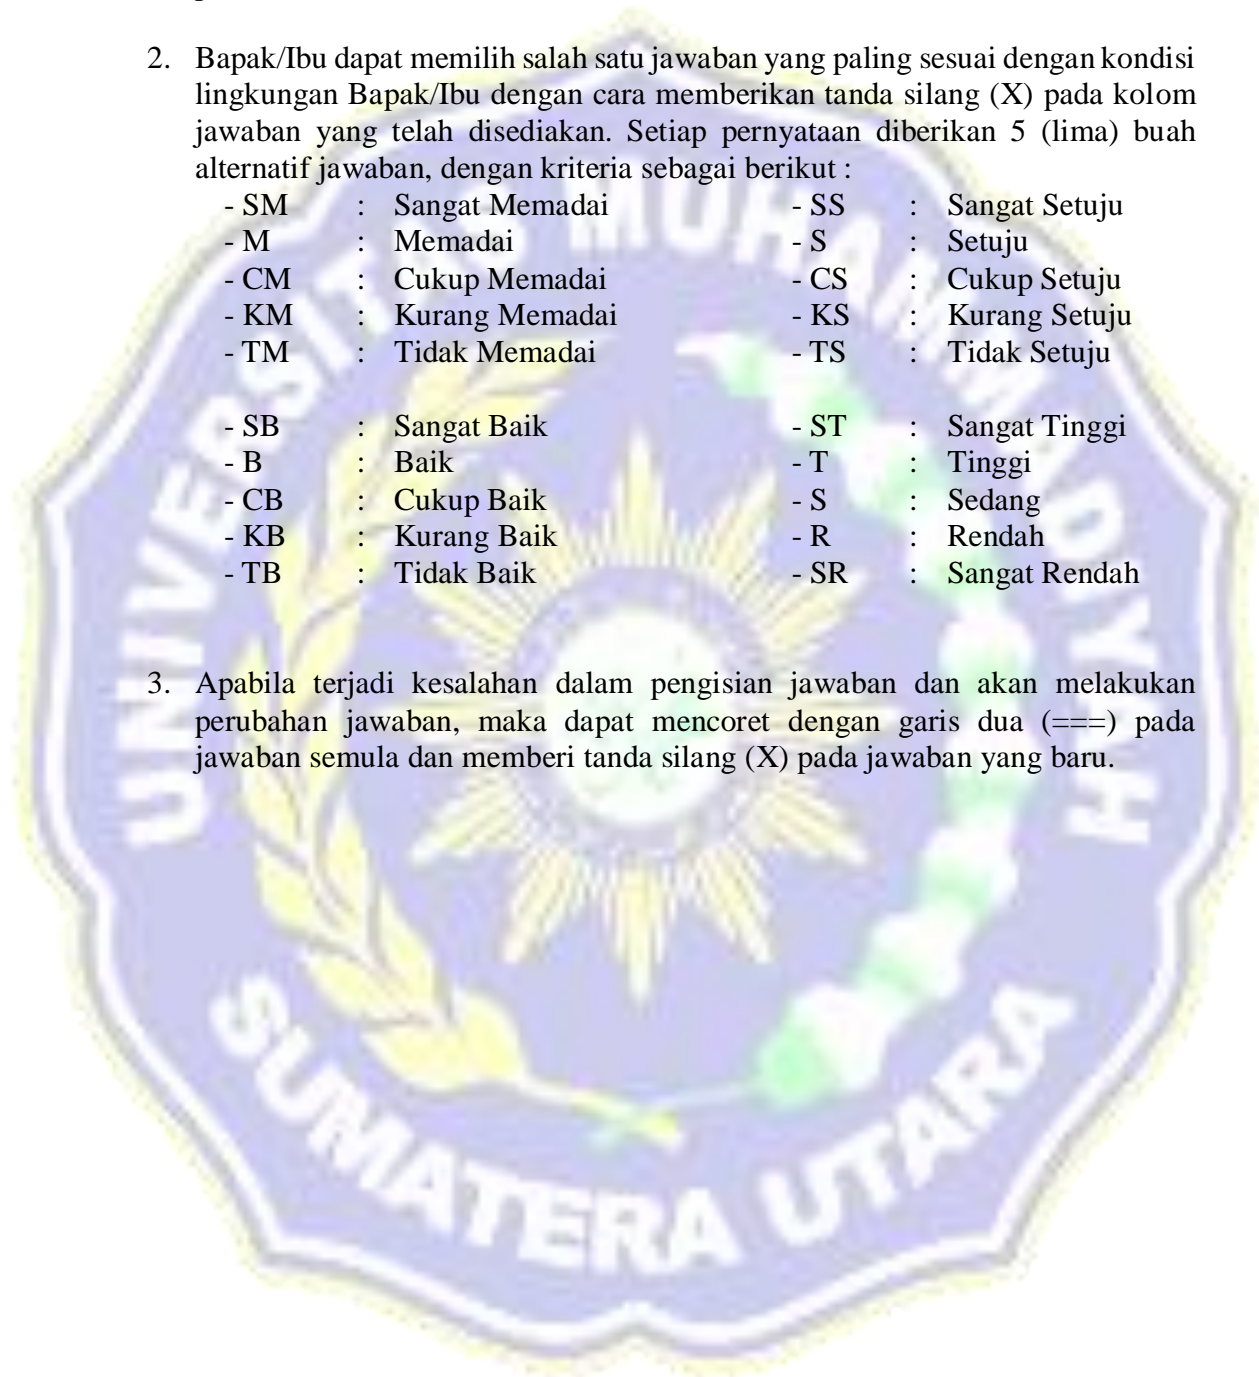 2. Bapak/Ibu dapat memilih salah satu jawaban yang paling sesuai dengan kondisi
lingkungan Bapak/Ibu dengan cara memberikan tanda silang (X) pada kolom
jawaban yang telah disediakan. Setiap pernyataan diberikan 5 (lima) buah
alternatif jawaban, dengan kriteria sebagai berikut :
- SM : Sangat Memadai - SS : Sangat Setuju
- M : Memadai - S : Setuju
- CM : Cukup Memadai - CS : Cukup Setuju
- KM : Kurang Memadai - KS : Kurang Setuju
- TM : Tidak Memadai - TS : Tidak Setuju
- SB : Sangat Baik - ST : Sangat Tinggi
- B : Baik - T : Tinggi
- CB : Cukup Baik - S : Sedang
- KB : Kurang Baik - R : Rendah
- TB : Tidak Baik - SR : Sangat Rendah
3. Apabila terjadi kesalahan dalam pengisian jawaban dan akan melakukan
perubahan jawaban, maka dapat mencoret dengan garis dua (===) pada
jawaban semula dan memberi tanda silang (X) pada jawaban yang baru.
UNIVERSITAS MUHAMMADIYAH
SUMATERA UTARA